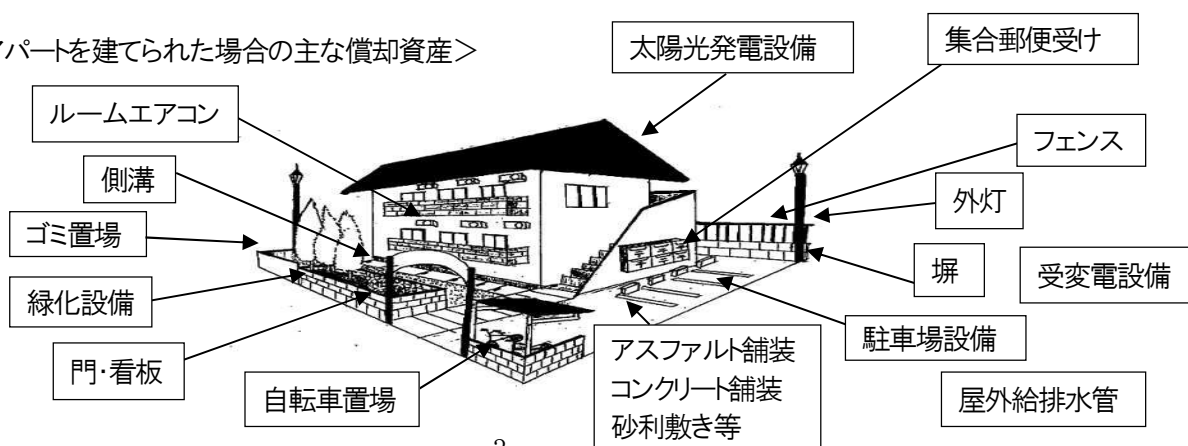 パートを建てられた場合の主な償却資産＞
太陽光発電設備
集合郵便受け
ルームエアコン
フェンス
側溝
外灯
ゴミ置場
塀
受変電設備
緑化設備
駐車場設備
門・看板
アスファルト舗装
コンクリート舗装
砂利敷き等
自転車置場
屋外給排水管